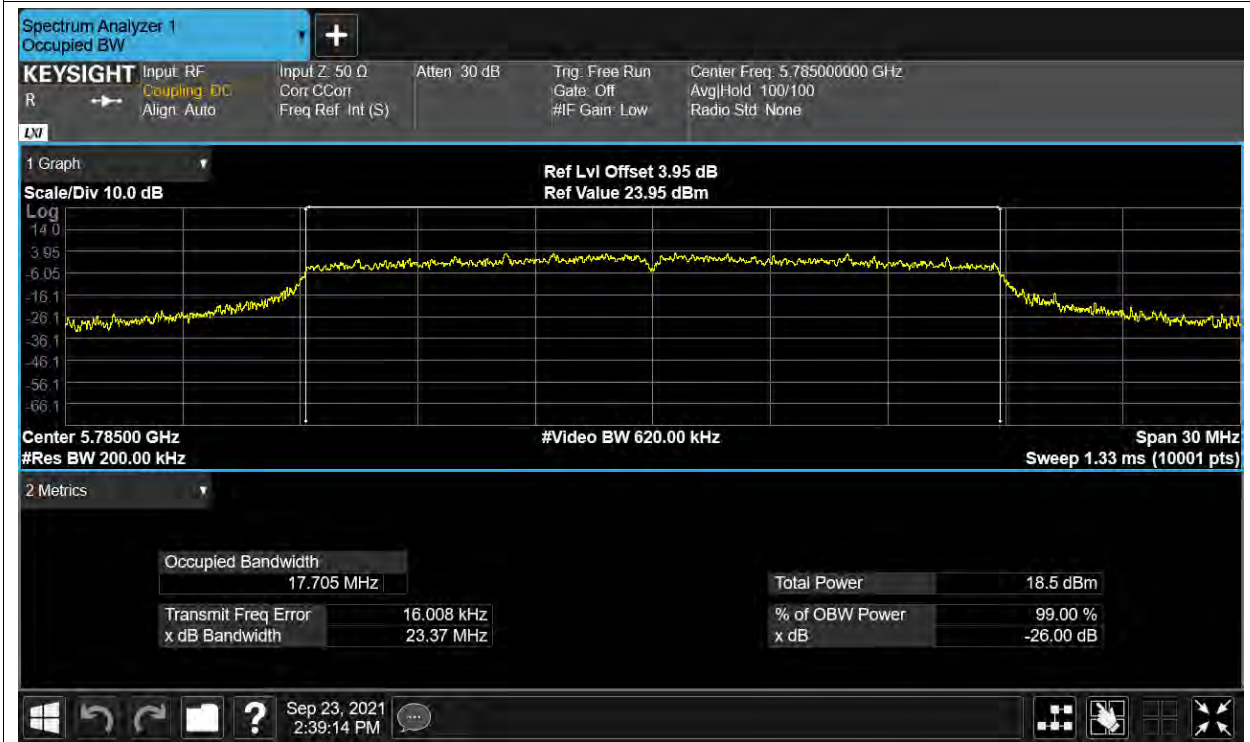 Spectrum Analyzer 1
Occupied BW
KEYSIGHT Input: RF Input Z: 50 Ω Atten: 30 dB Trig: Free Run Center Freq: 5.785000000 GHz
R Coupling: DC Corr CCorr Gate: Off Avg|Hold: 100/100
Align: Auto Freq Ref: Int (S) #IF Gain: Low Radio Std: None
LXI
1 Graph
Ref Lvl Offset 3.95 dB
Scale/Div 10.0 dB Ref Value 23.95 dBm
Log
14.0
3.95
-6.05
-16.1
-26.1
-36.1
-46.1
-56.1
-66.1
Center 5.78500 GHz #Video BW 620.00 kHz Span 30 MHz
#Res BW 200.00 kHz Sweep 1.33 ms (10001 pts)
2 Metrics
Occupied Bandwidth
17.705 MHz Total Power 18.5 dBm
Transmit Freq Error 16.008 kHz % of OBW Power 99.00 %
x dB Bandwidth 23.37 MHz x dB -26.00 dB
? Sep 23, 2021
2:39:14 PM